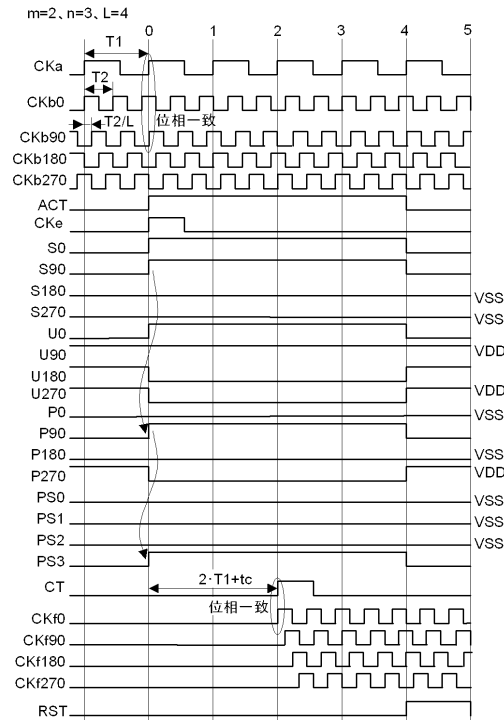 m=2、n=3、L=4
0 1 2 3 4 5
T1
CKa
T2
CKb0
T2/L
位相一致
CKb90
CKb180
CKb270
ACT
CKe
S0
S90
S180 VSS
S270 VSS
U0
U90 VDD
U180
U270 VDD
P0 VSS
P90
P180 VSS
P270 VDD
PS0 VSS
PS1 VSS
PS2 VSS
PS3
2·T1+tc
CT
位相一致
CKf0
CKf90
CKf180
CKf270
RST